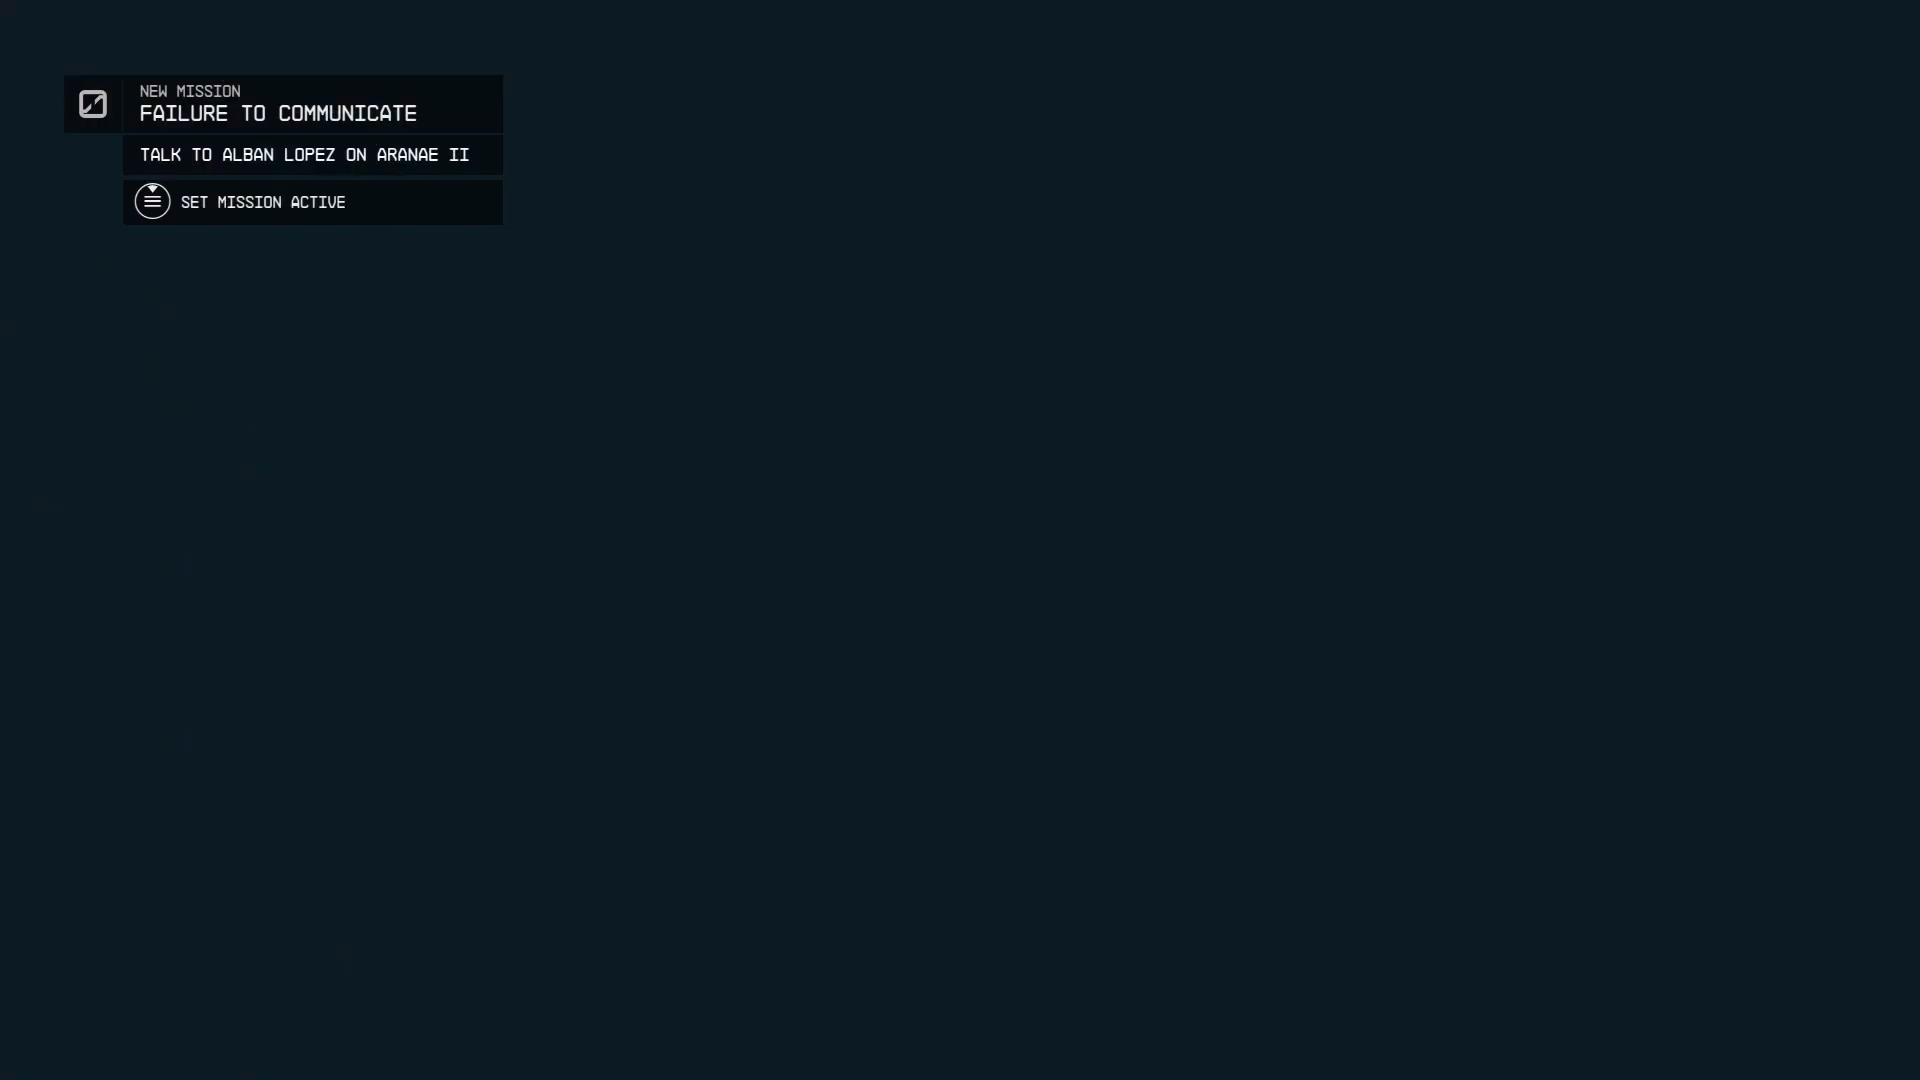 NEW MISSION
FAILURE TO COMMUNICATE
TALK TO ALBAN LOPEZ ON ARANAE II
SET MISSION ACTIVE